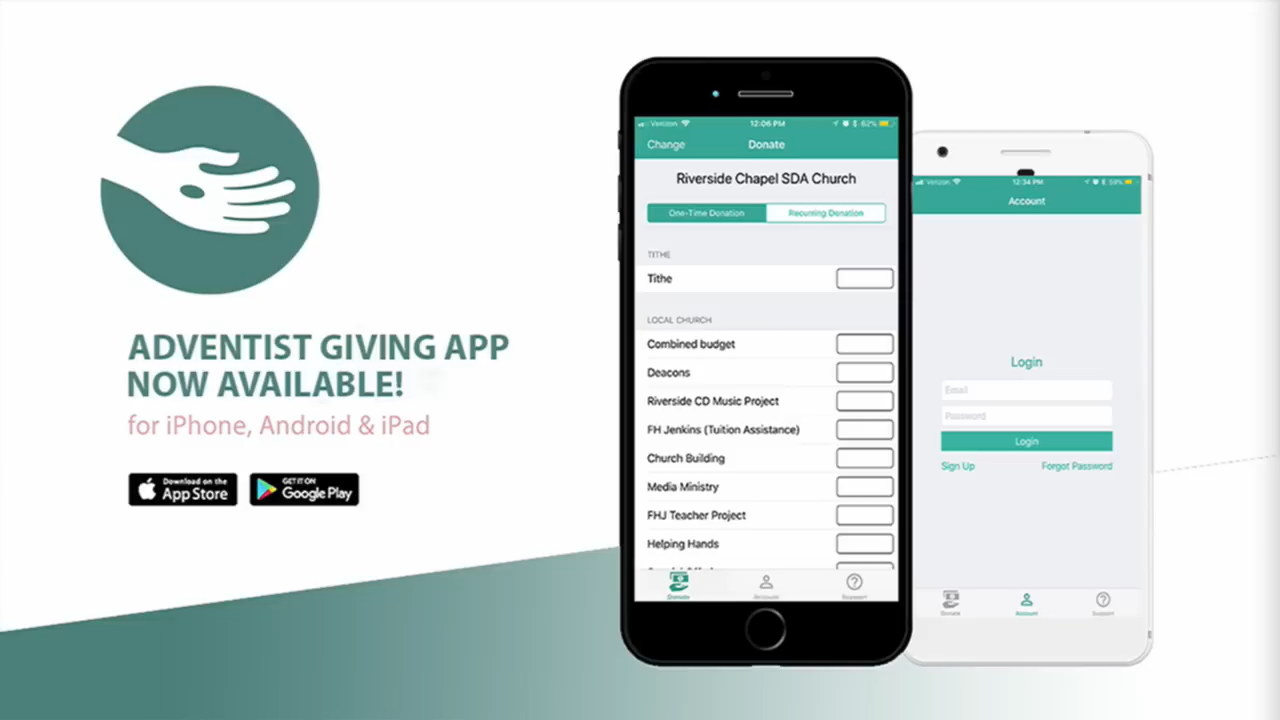 ADVENTIST GIVING APP
NOW AVAILABLE!
for iPhone, Android & iPad
Download on the
App Store
GET IT ON
Google Play
Verizon 12:06 PM 62%
Change Donate
Riverside Chapel SDA Church
One-Time Donation Recurring Donation
TITHE
Tithe
LOCAL CHURCH
Combined budget
Deacons
Riverside CD Music Project
FH Jenkins (Tuition Assistance)
Church Building
Media Ministry
FHJ Teacher Project
Helping Hands
Donate Account Support
Verizon 12:34 PM 59%
Account
Login
Email
Password
Login
Sign Up Forgot Password
Donate Account Support